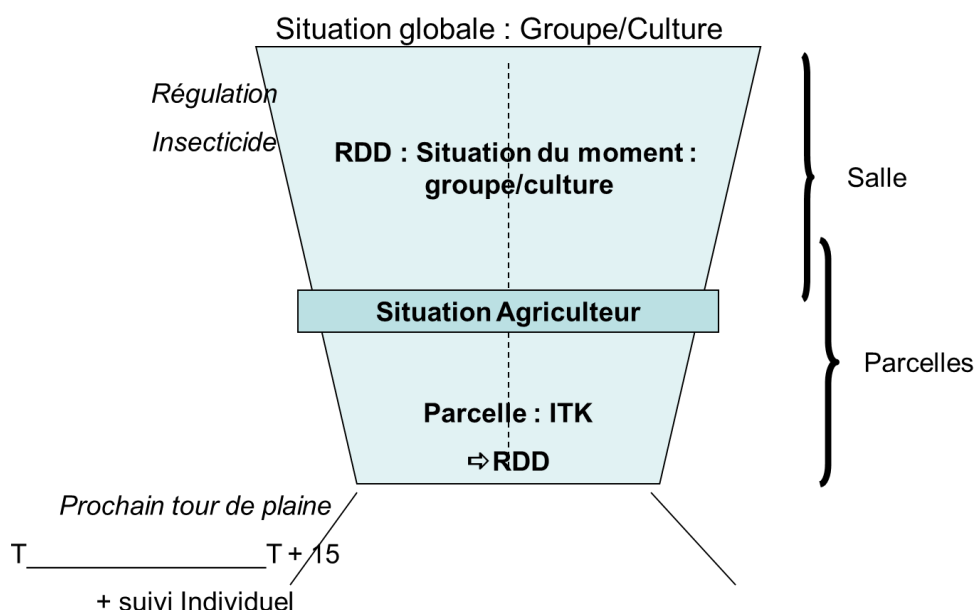 Situation globale : Groupe/Culture
Régulation
Insecticide
RDD : Situation du moment :
groupe/culture
Salle
Situation Agriculteur
Parcelles
Parcelle : ITK
⇨RDD
Prochain tour de plaine
T_________________T + 15
+ suivi Individuel